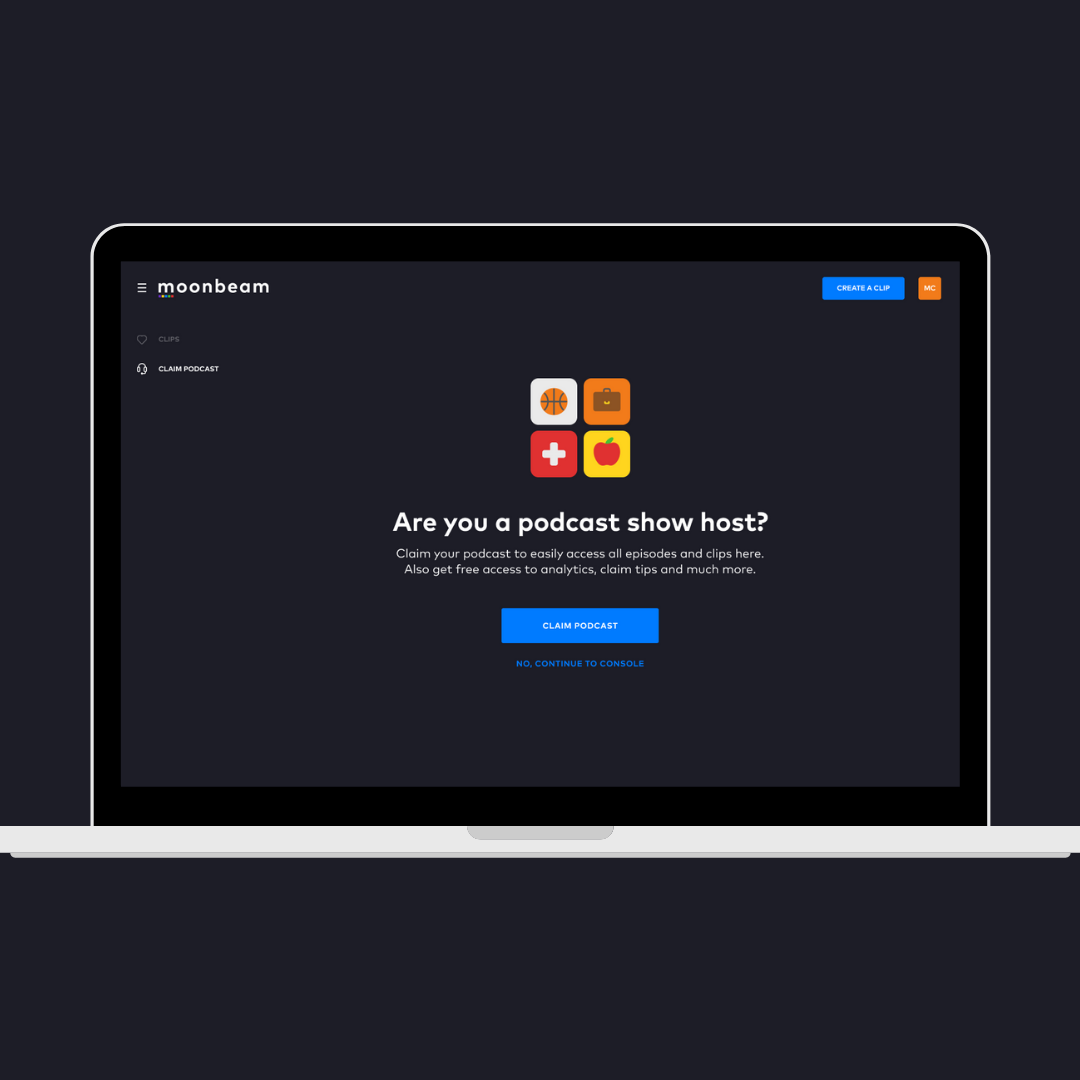 moonbeam
CREATE A CLIP
MC
CLIPS
CLAIM PODCAST
Are you a podcast show host?
Claim your podcast to easily access all episodes and clips here.
Also get free access to analytics, claim tips and much more.
CLAIM PODCAST
NO, CONTINUE TO CONSOLE